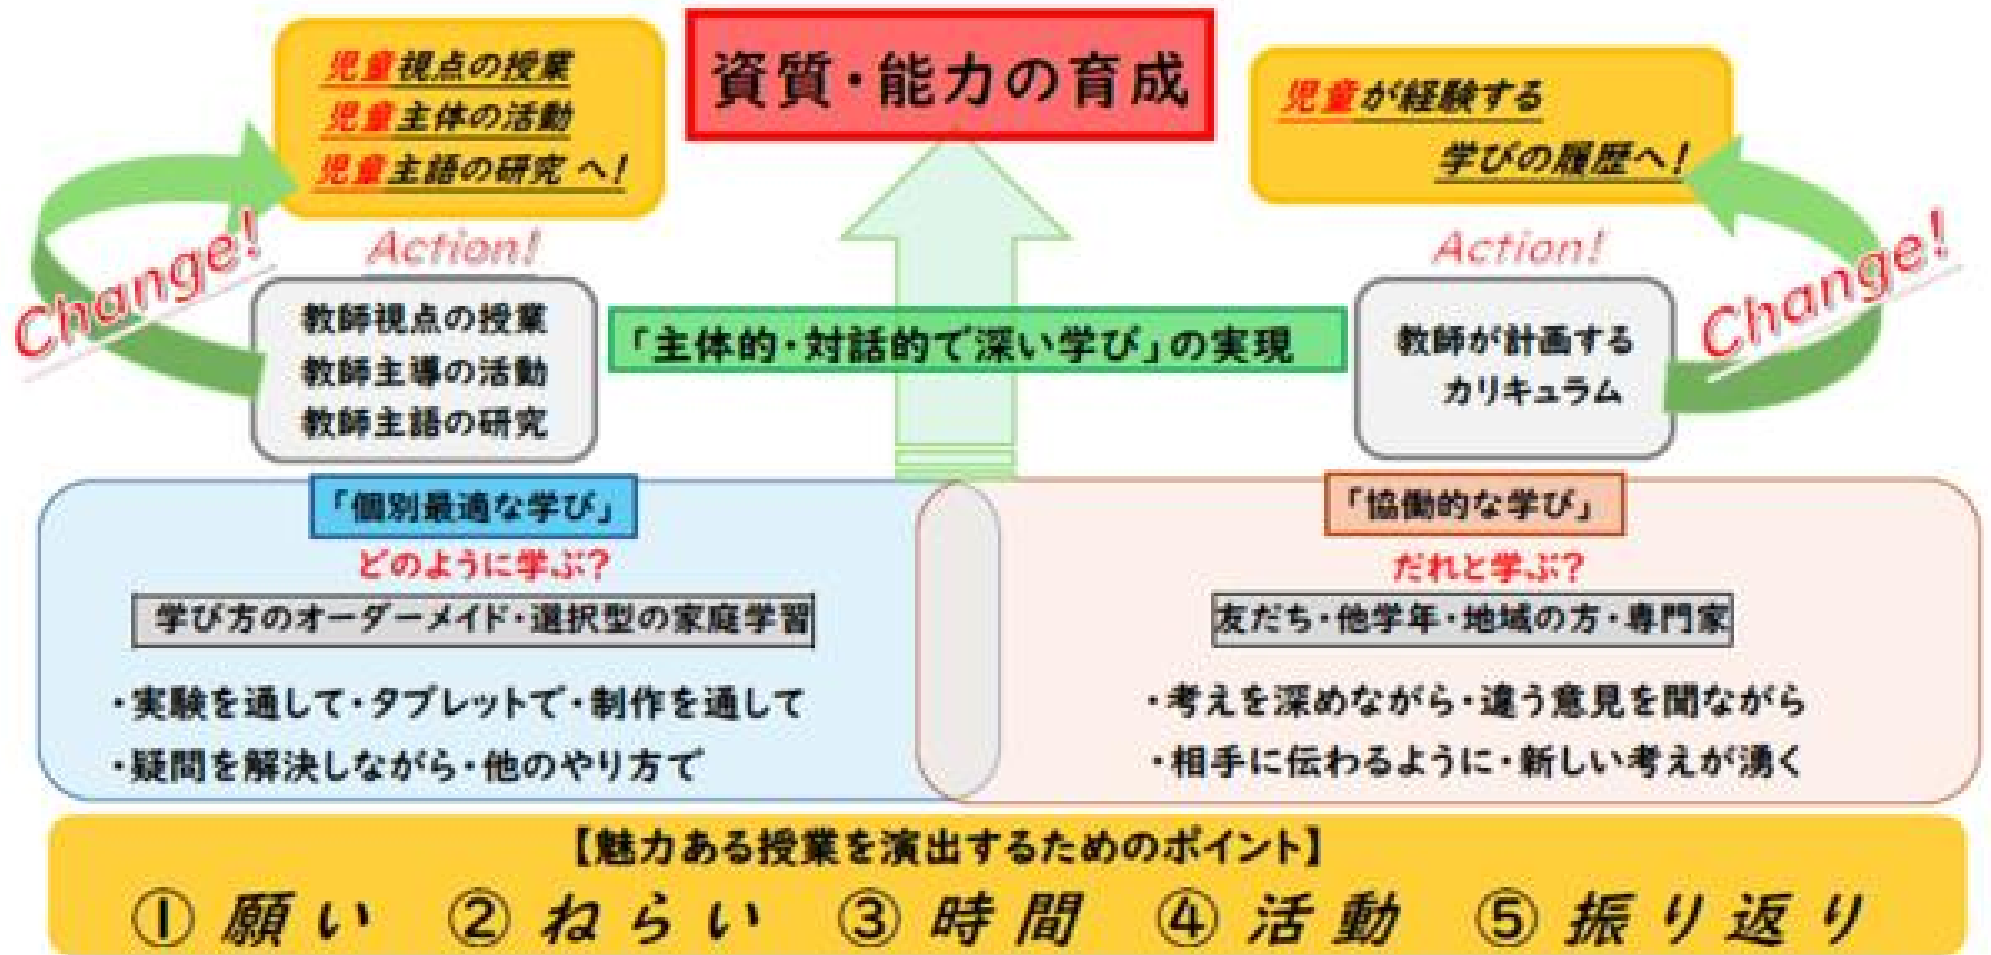 資質・能力の育成
児童視点の授業
児童主体の活動
児童主語の研究 へ!
児童が経験する
学びの履歴へ!
Change!
Action!
Action!
Change!
教師視点の授業
教師主導の活動
教師主語の研究
「主体的・対話的で深い学び」の実現
教師が計画する
カリキュラム
「個別最適な学び」
どのように学ぶ?
学び方のオーダーメイド・選択型の家庭学習
・実験を通して・タブレットで・制作を通して
・疑問を解決しながら・他のやり方で
「協働的な学び」
だれと学ぶ?
友だち・他学年・地域の方・専門家
・考えを深めながら・違う意見を聞ながら
・相手に伝わるように・新しい考えが湧く
【魅力ある授業を演出するためのポイント】
① 願い ② ねらい ③ 時間 ④ 活動 ⑤ 振り返り